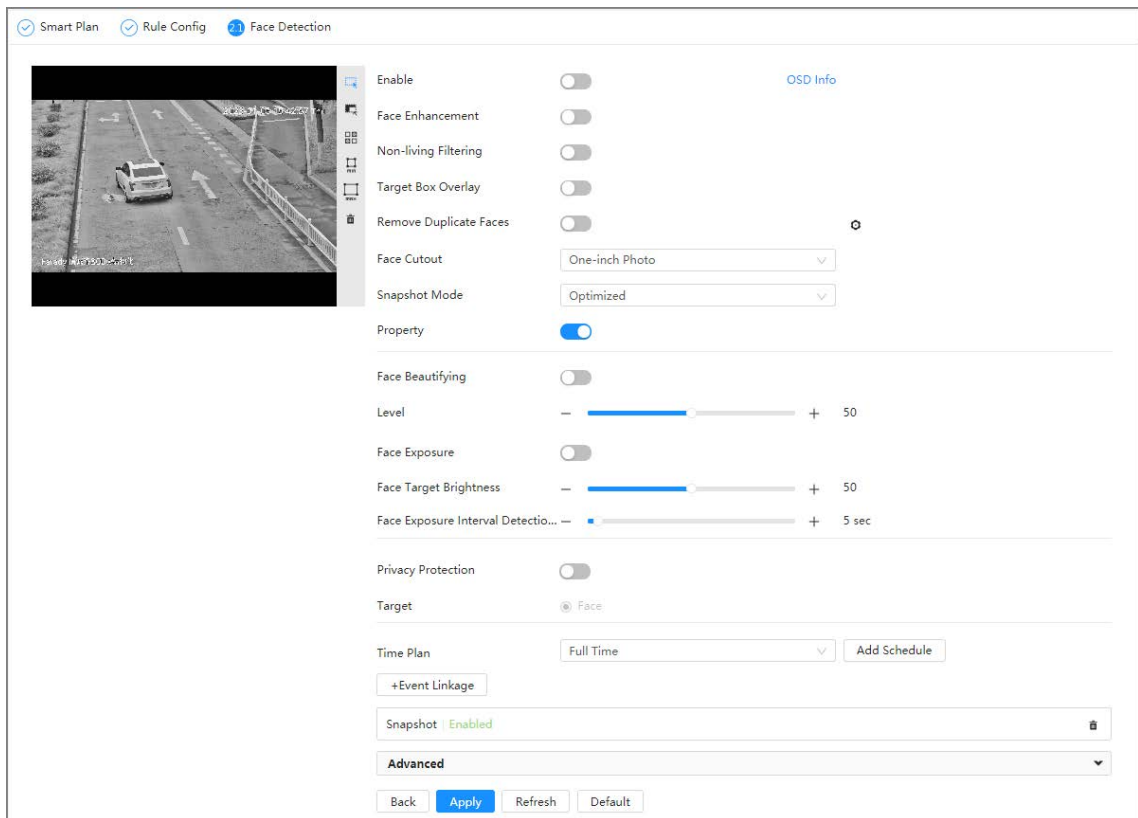 Smart Plan Rule Config 2.1 Face Detection
Enable OSD Info
Face Enhancement
Non-living Filtering
min
Target Box Overlay
max
Remove Duplicate Faces
Face Cutout One-inch Photo
Snapshot Mode Optimized
Property
Face Beautifying
Level 50
Face Exposure
Face Target Brightness 50
Face Exposure Interval Detectio... 5 sec
Privacy Protection
Target Face
Time Plan Full Time Add Schedule
+Event Linkage
Snapshot Enabled
Advanced
Back Apply Refresh Default